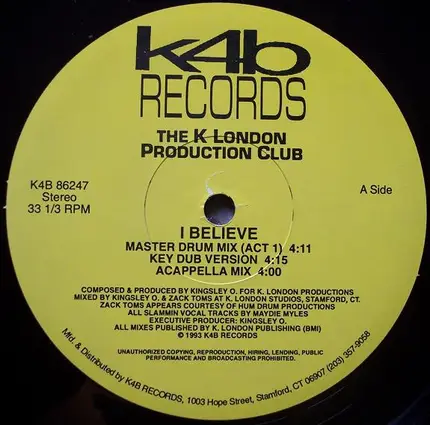 k4b
RECORDS
THE K LONDON
PRODUCTION CLUB
K4B 86247
Stereo
33 1/3 RPM
A Side
I BELIEVE
MASTER DRUM MIX (ACT 1) 4:11
KEY DUB VERSION 4:15
ACAPPELLA MIX 4:00
COMPOSED & PRODUCED BY KINGSLEY O. FOR K. LONDON PRODUCTIONS
MIXED BY KINGSLEY O. & ZACK TOMS AT K. LONDON STUDIOS, STAMFORD, CT.
ZACK TOMS APPEARS COURTESY OF HUM DRUM PRODUCTIONS
ALL SLAMMIN VOCAL TRACKS BY MAYDIE MYLES
EXECUTIVE PRODUCER: KINGSLEY O.
ALL MIXES PUBLISHED BY K. LONDON PUBLISHING (BMI)
© 1993 K4B RECORDS
UNAUTHORIZED COPYING, REPRODUCTION, HIRING, LENDING, PUBLIC
PERFORMANCE AND BROADCASTING PROHIBITED.
Mfd. & Distributed by K4B RECORDS, 1003 Hope Street, Stamford, CT 06907 (203) 357-9058